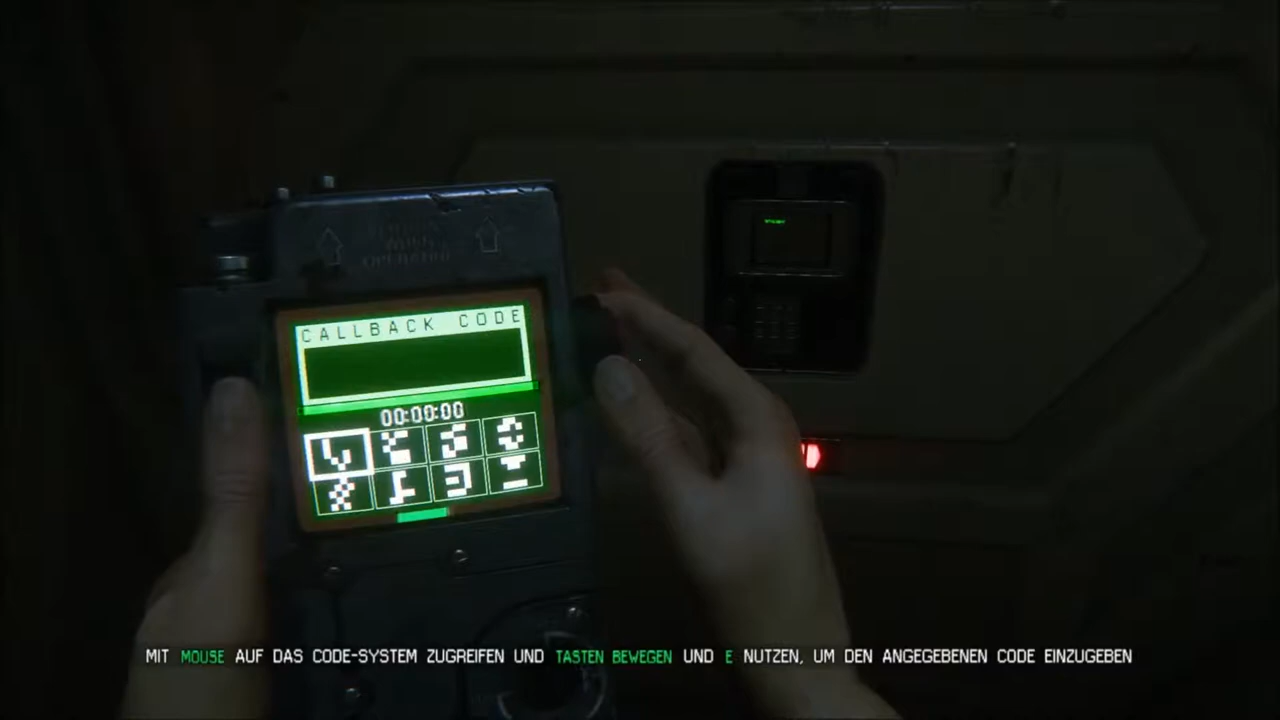 CALLBACK CODE
00:00:00
MIT MOUSE AUF DAS CODE-SYSTEM ZUGREIFEN UND TASTEN BEWEGEN UND E NUTZEN, UM DEN ANGEGEBENEN CODE EINZUGEBEN